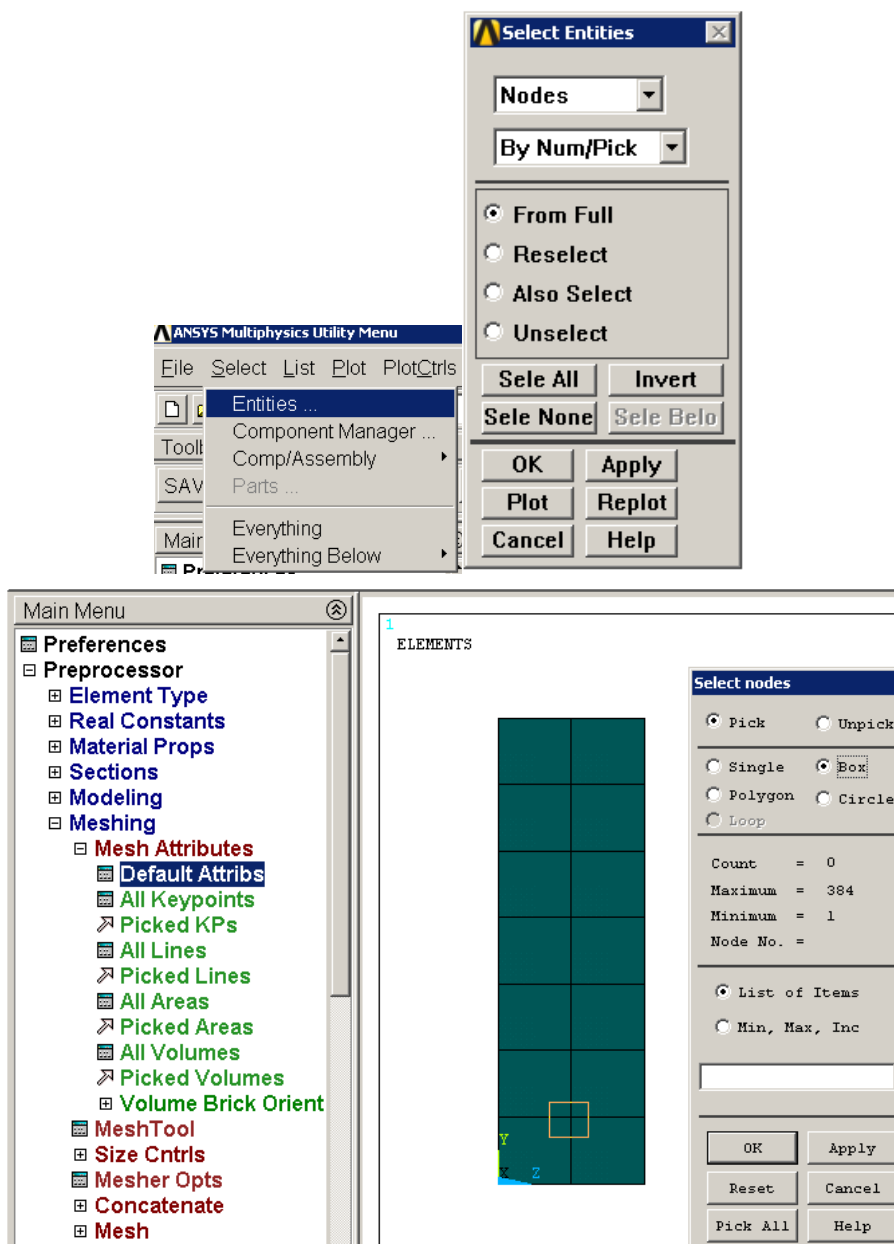 Select Entities
Nodes
By Num/Pick
From Full
Reselect
Also Select
Unselect
Sele All Invert
Sele None Sele Belo
OK Apply
Plot Replot
Cancel Help
ANSYS Multiphysics Utility Menu
File Select List Plot PlotCtrls
Entities ...
Component Manager ...
Comp/Assembly
Parts ...
Everything
Everything Below
Main Menu
Preferences
Preprocessor
Element Type
Real Constants
Material Props
Sections
Modeling
Meshing
Mesh Attributes
Default Attribs
All Keypoints
Picked KPs
All Lines
Picked Lines
All Areas
Picked Areas
All Volumes
Picked Volumes
Volume Brick Orient
MeshTool
Size Cntrls
Mesher Opts
Concatenate
Mesh
1
ELEMENTS
Y
X Z
Select nodes
Pick Unpick
Single Box
Polygon Circle
Loop
Count = 0
Maximum = 384
Minimum = 1
Node No. =
List of Items
Min, Max, Inc
OK Apply
Reset Cancel
Pick All Help